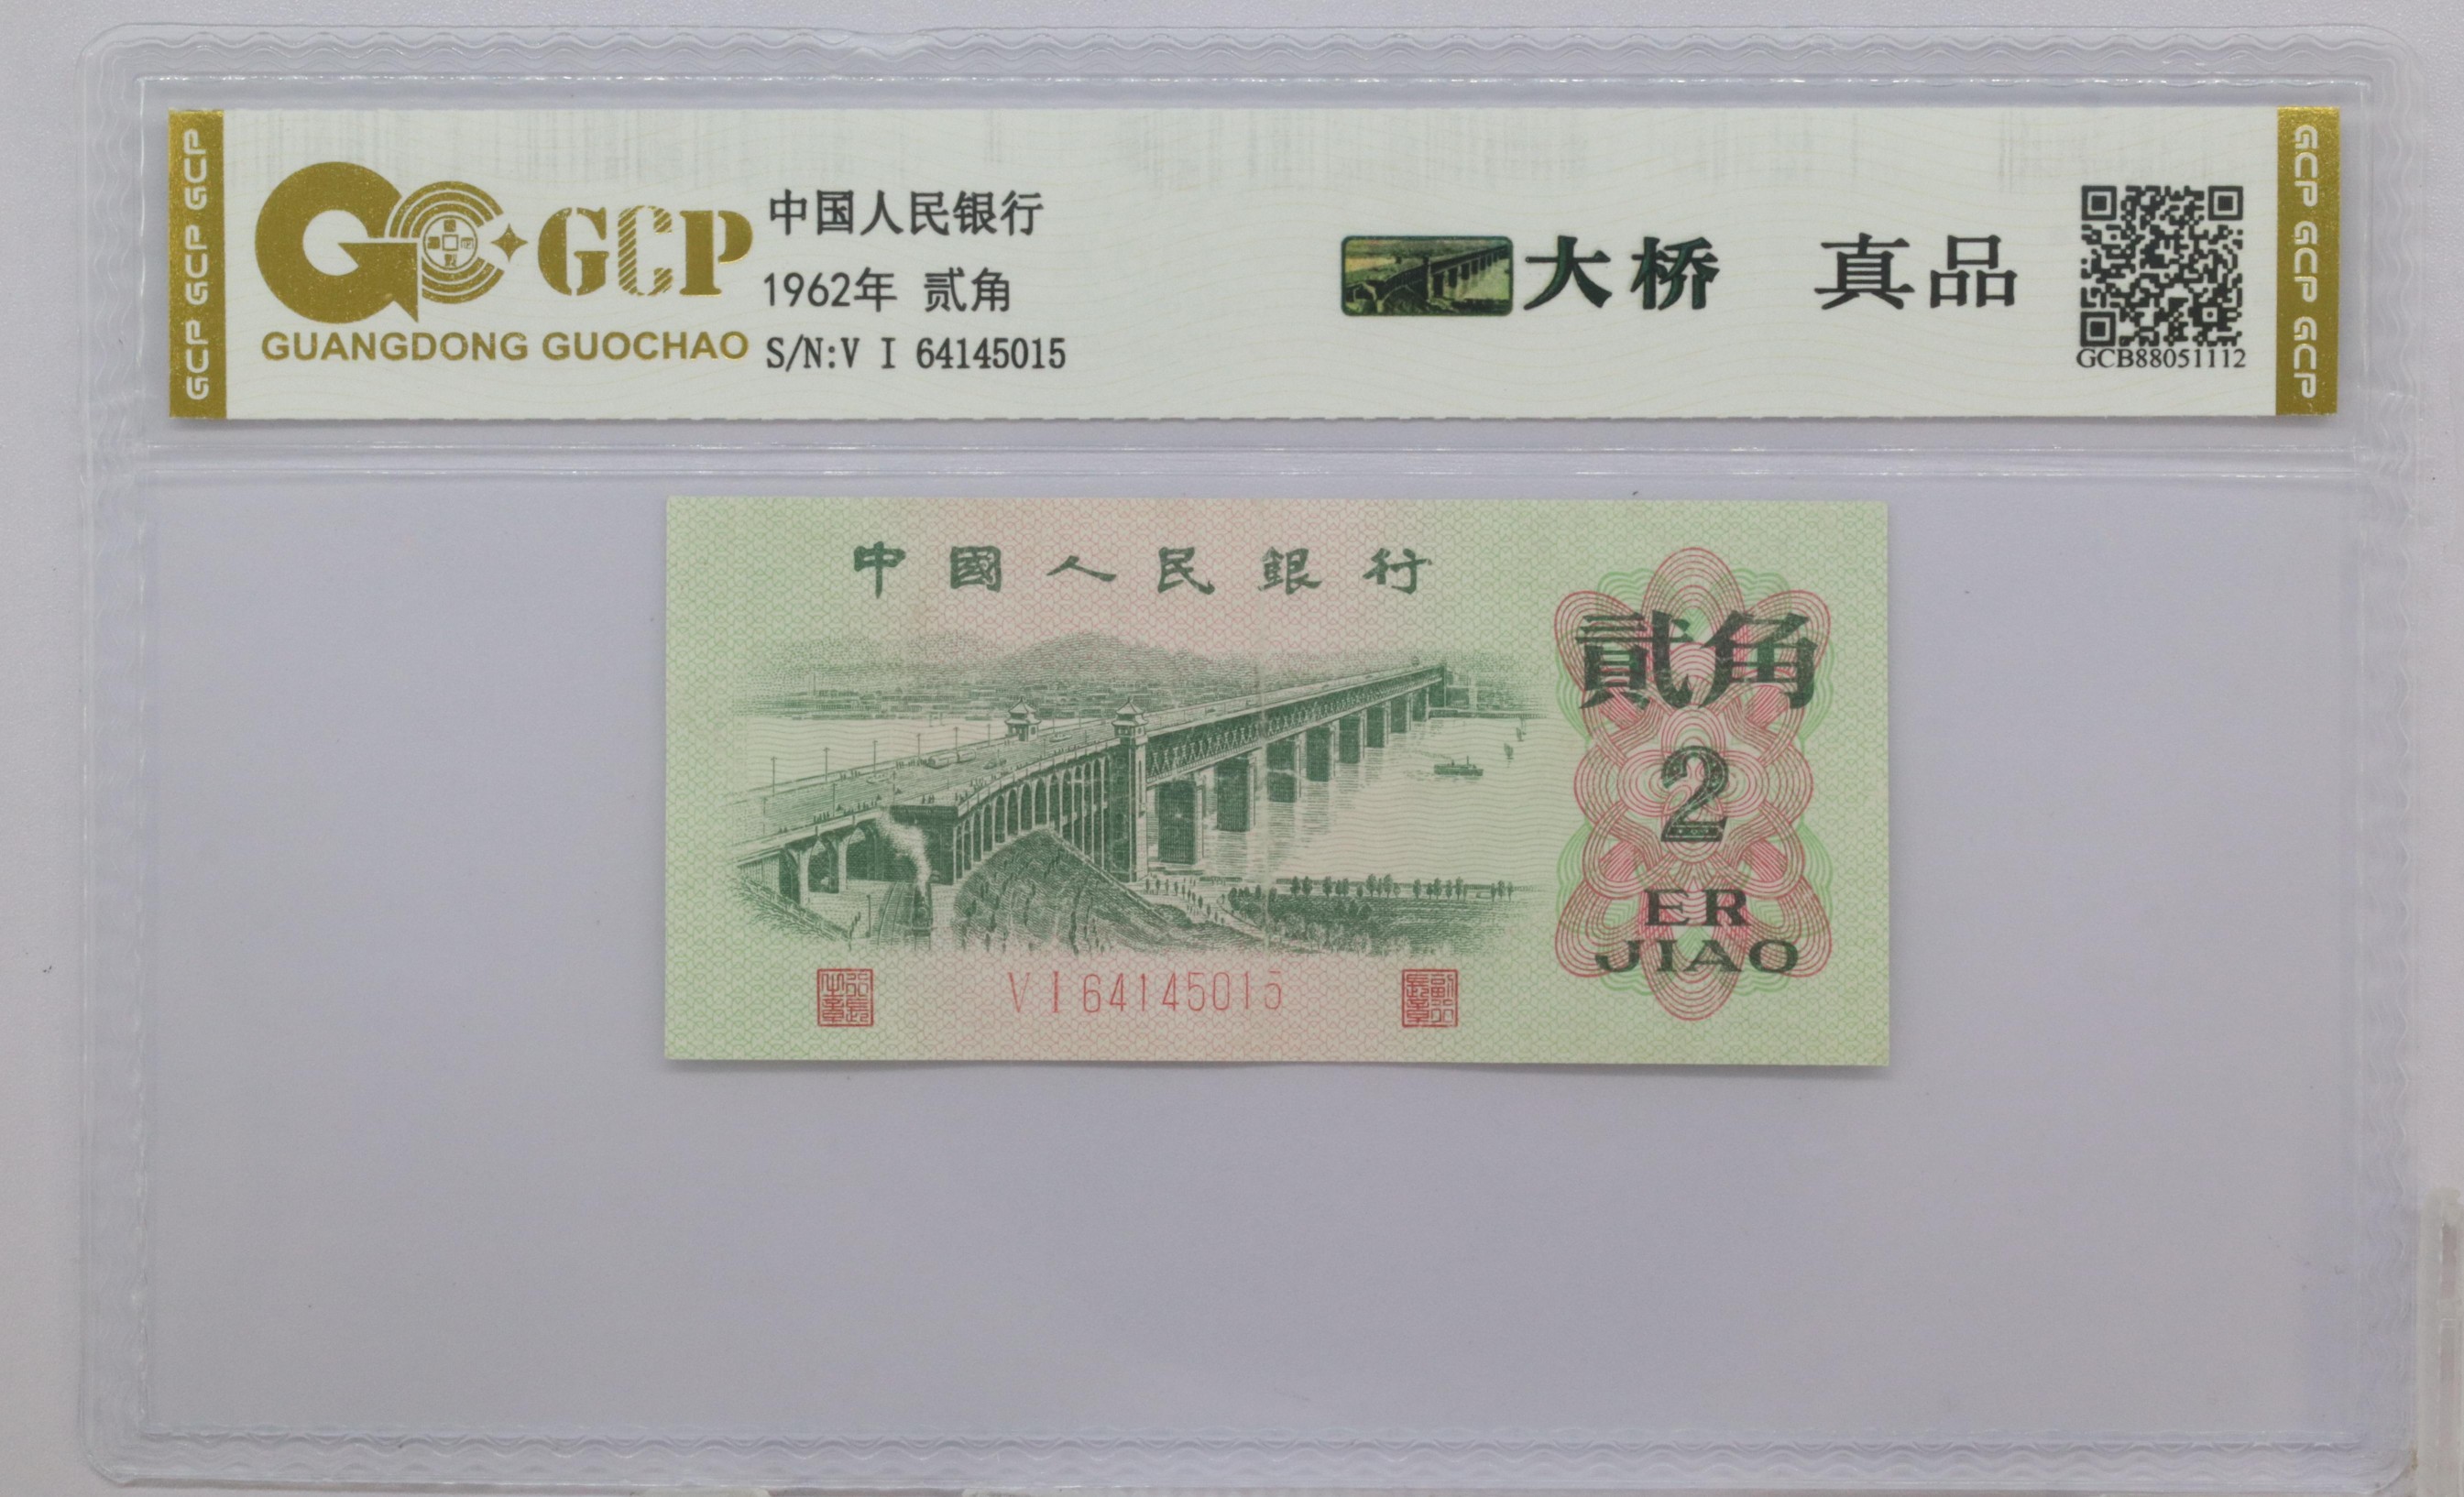 GCP GCP GCP
GCP
GUANGDONG GUOCHAO
中国人民银行
1962年 贰角
S/N:V I 64145015
大桥 真品
GCB88051112
GCP GCP GCP
中國人民銀行
貳角
2
ER
JIAO
V I 64145015